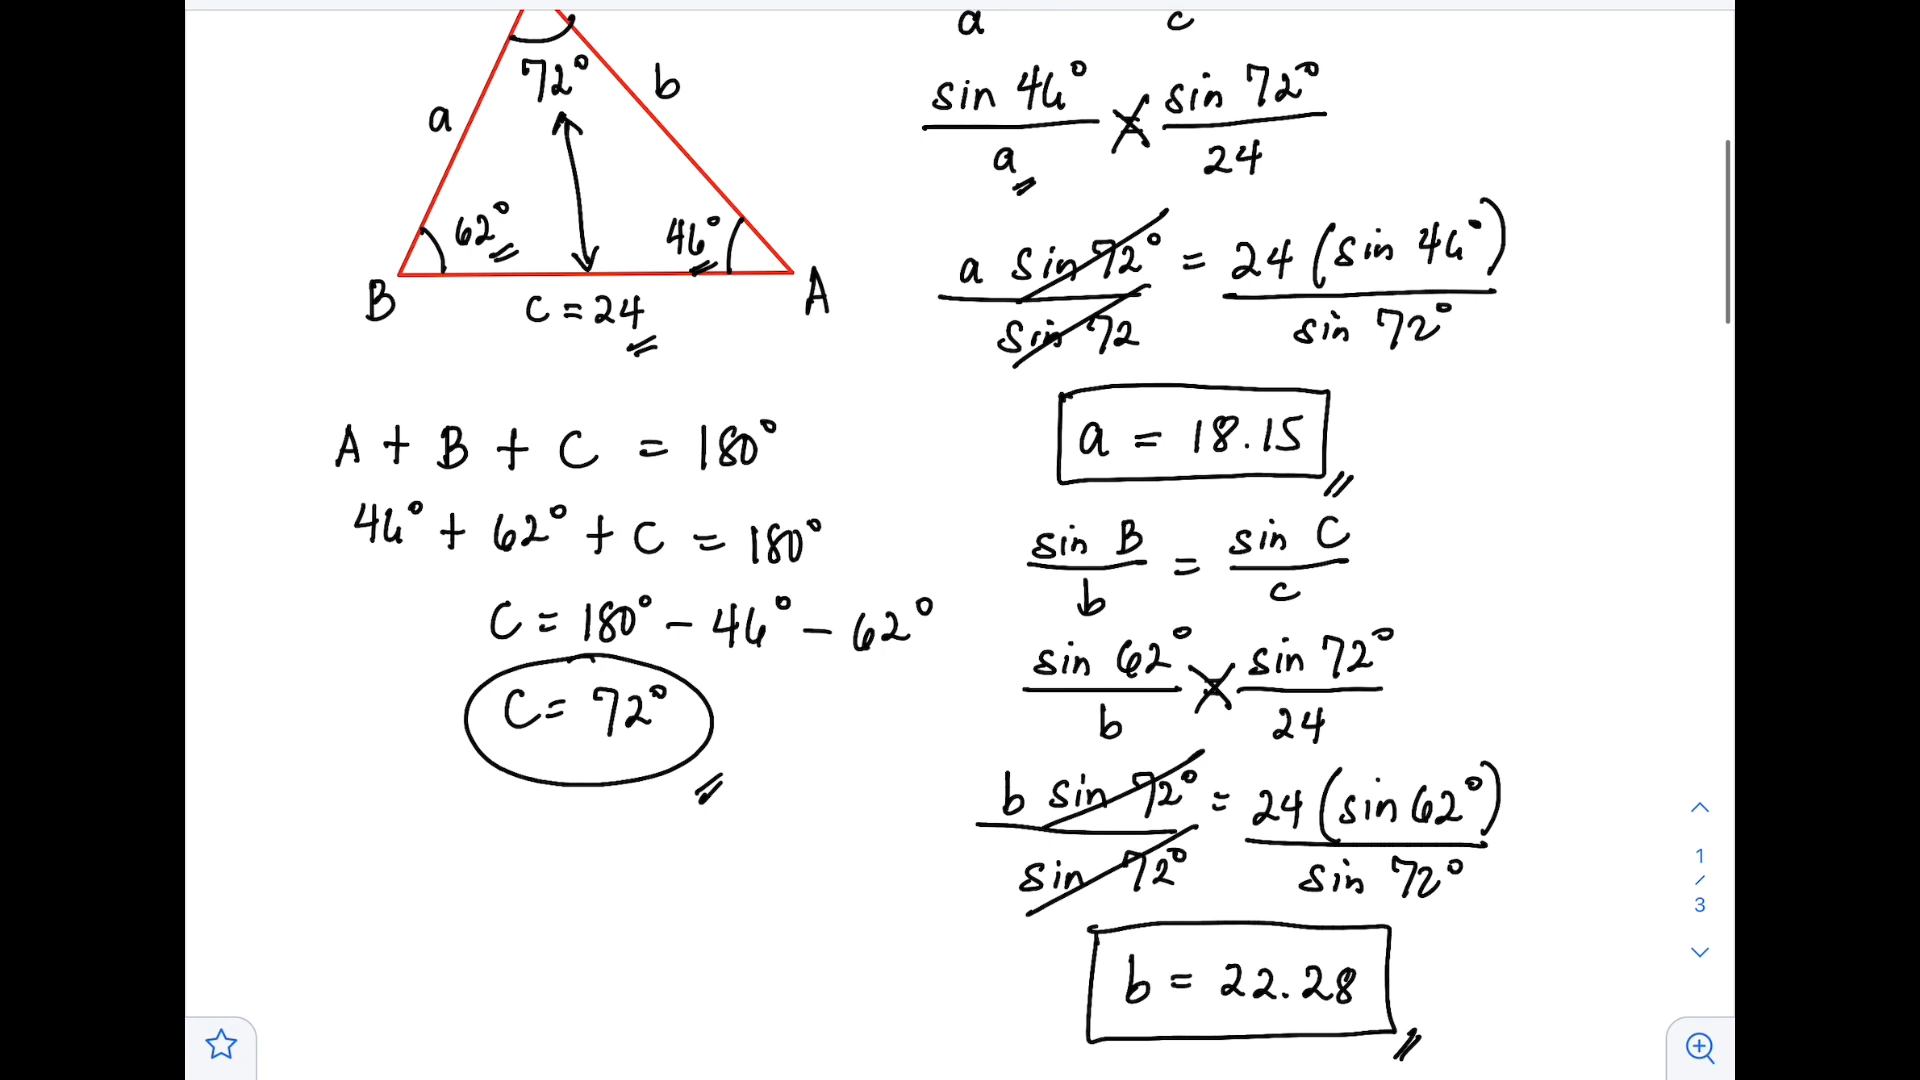 72°
a
b
62°
46°
B
c = 24
A
A + B + C = 180°
46° + 62° + C = 180°
C = 180° - 46° - 62°
C = 72°
a c
sin 46° sin 72°
a 24
a sin 72° = 24 (sin 46°)
sin 72 sin 72°
a = 18.15
sin B = sin C
b c
sin 62° sin 72°
b 24
b sin 72° = 24 (sin 62°)
sin 72° sin 72°
b = 22.28
1
/
3